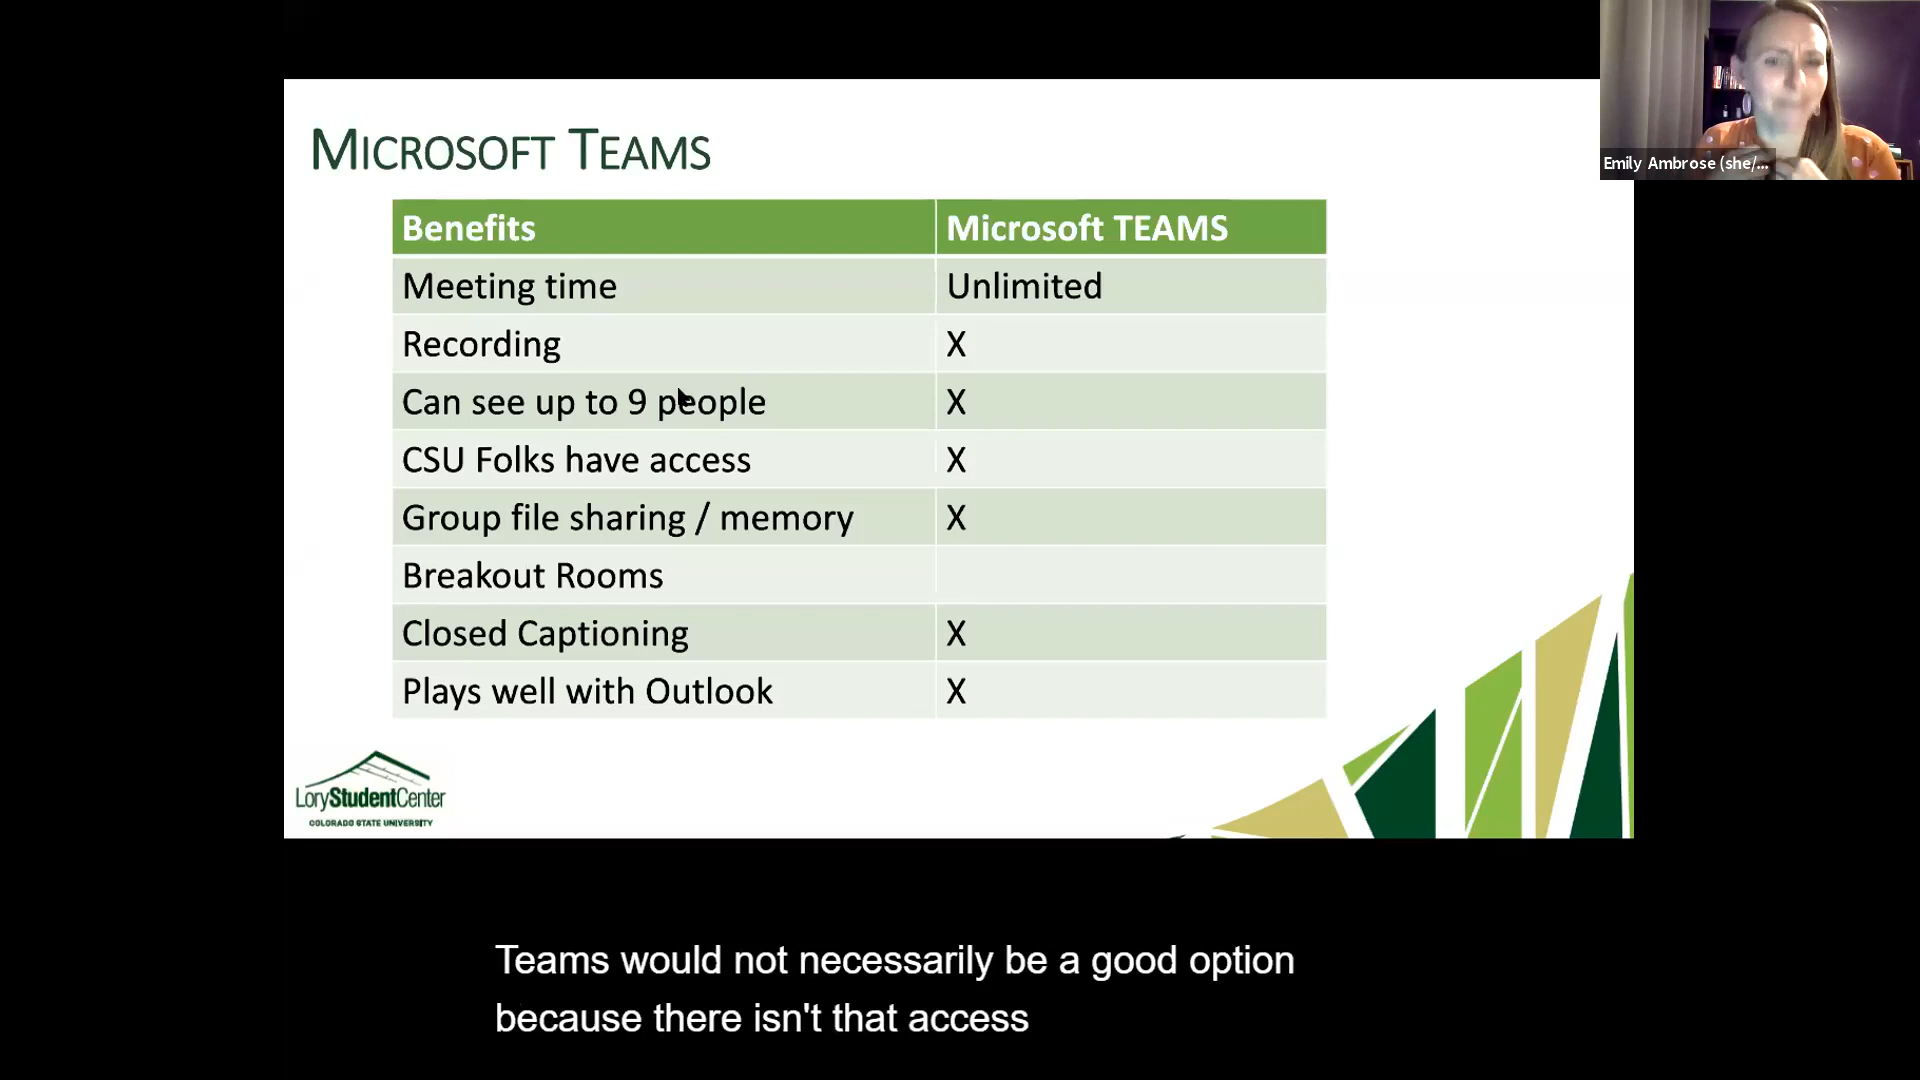 MICROSOFT TEAMS
Benefits Microsoft TEAMS
Meeting time Unlimited
Recording X
Can see up to 9 people X
CSU Folks have access X
Group file sharing / memory X
Breakout Rooms
Closed Captioning X
Plays well with Outlook X
LoryStudentCenter
COLORADO STATE UNIVERSITY
Emily Ambrose (she/...
Teams would not necessarily be a good option
because there isn't that access